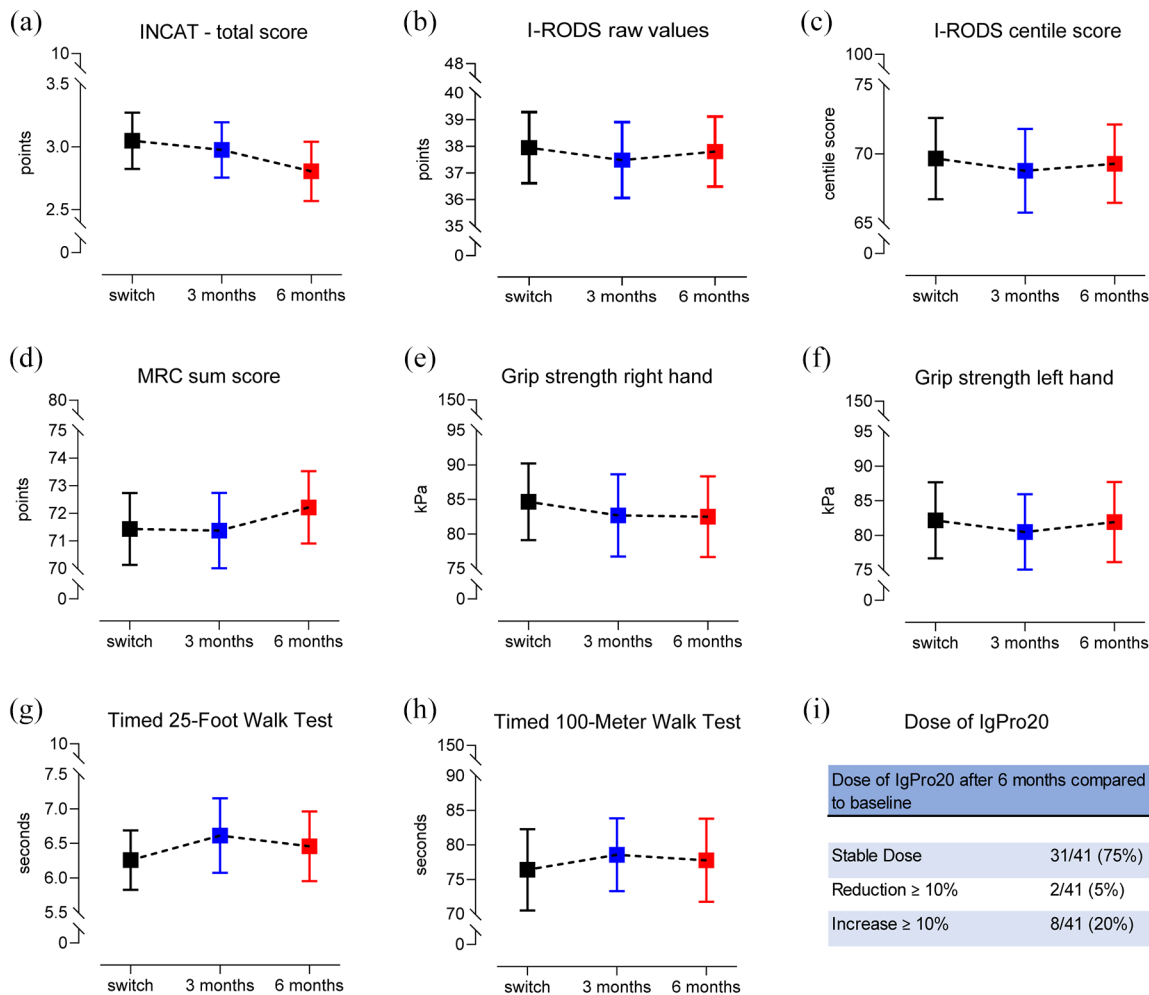 (a)
INCAT - total score
10
3.5
3.0
2.5
0
points
switch
3 months
6 months
(b)
I-RODS raw values
48
40
39
38
37
36
35
0
points
switch
3 months
6 months
(c)
I-RODS centile score
100
75
70
65
0
centile score
switch
3 months
6 months
(d)
MRC sum score
80
75
74
73
72
71
70
0
points
switch
3 months
6 months
(e)
Grip strength right hand
150
95
90
85
80
75
0
kPa
switch
3 months
6 months
(f)
Grip strength left hand
150
95
90
85
80
75
0
kPa
switch
3 months
6 months
(g)
Timed 25-Foot Walk Test
10
7.5
7.0
6.5
6.0
5.5
0
seconds
switch
3 months
6 months
(h)
Timed 100-Meter Walk Test
150
90
85
80
75
70
0
seconds
switch
3 months
6 months
(i)
Dose of IgPro20
Dose of IgPro20 after 6 months compared
to baseline
Stable Dose 31/41 (75%)
Reduction ≥ 10% 2/41 (5%)
Increase ≥ 10% 8/41 (20%)